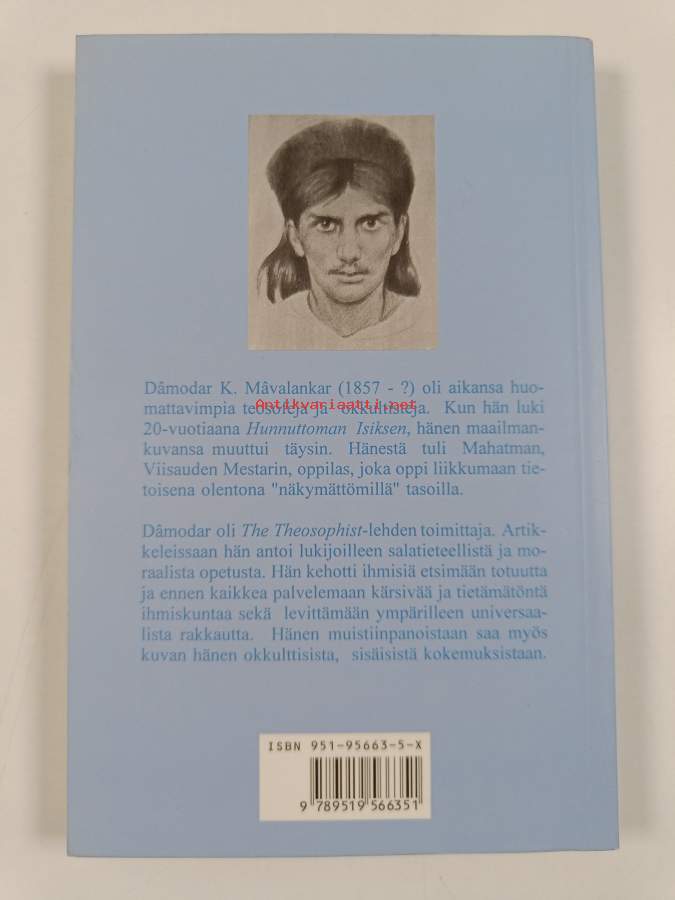 Dâmodar K. Mâvalankar (1857 - ?) oli aikansa huo-
mattavimpia teosofeja ja okkultisteja. Kun hän luki
Antikvariaatti.net
20-vuotiaana Hunnuttoman Isiksen, hänen maailman-
kuvansa muuttui täysin. Hänestä tuli Mahatman,
Viisauden Mestarin, oppilas, joka oppi liikkumaan tie-
toisena olentona "näkymättömillä" tasoilla.
Dâmodar oli The Theosophist-lehden toimittaja. Artik-
keleissaan hän antoi lukijoilleen salatieteellistä ja mo-
raalista opetusta. Hän kehotti ihmisiä etsimään totuutta
ja ennen kaikkea palvelemaan kärsivää ja tietämätöntä
ihmiskuntaa sekä levittämään ympärilleen universaa-
lista rakkautta. Hänen muistiinpanoistaan saa myös
kuvan hänen okkulttisista, sisäisistä kokemuksistaan.
ISBN 951-95663-5-X
9 789519 566351